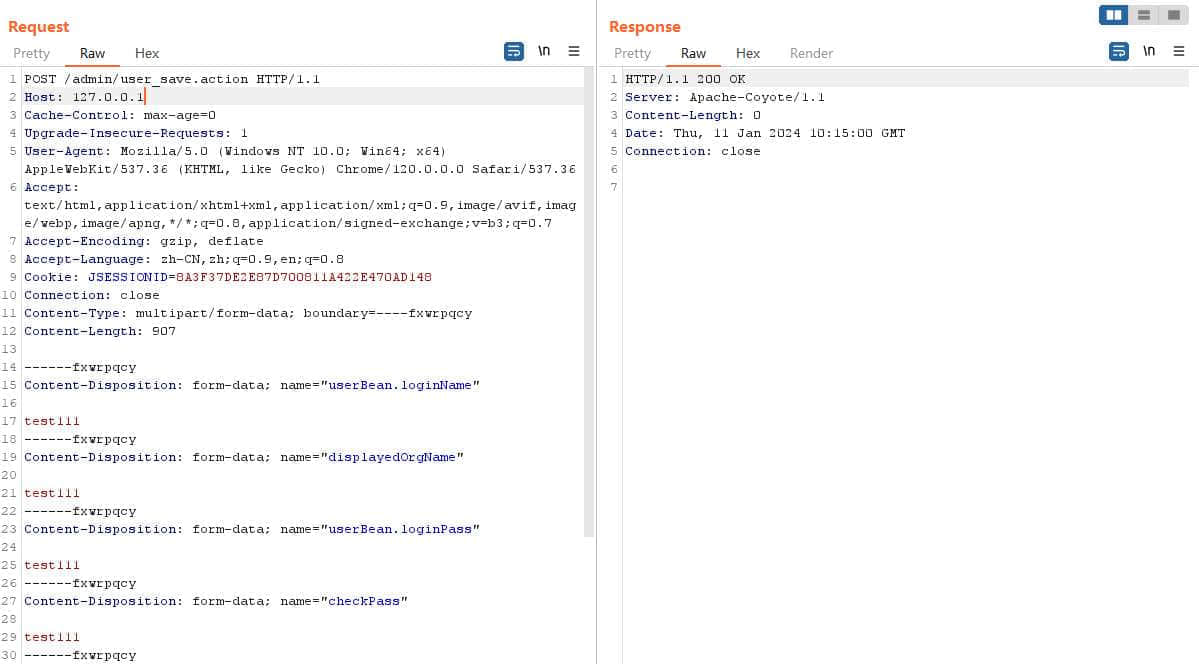 Request
Pretty Raw Hex
\n
1 POST /admin/user_save.action HTTP/1.1
2 Host: 127.0.0.1
3 Cache-Control: max-age=0
4 Upgrade-Insecure-Requests: 1
5 User-Agent: Mozilla/5.0 (Windows NT 10.0; Win64; x64)
AppleWebKit/537.36 (KHTML, like Gecko) Chrome/120.0.0.0 Safari/537.36
6 Accept:
text/html,application/xhtml+xml,application/xml;q=0.9,image/avif,imag
e/webp,image/apng,*/*;q=0.8,application/signed-exchange;v=b3;q=0.7
7 Accept-Encoding: gzip, deflate
8 Accept-Language: zh-CN,zh;q=0.9,en;q=0.8
9 Cookie: JSESSIONID=8A3F37DE2E87D700811A422E470AD148
10 Connection: close
11 Content-Type: multipart/form-data; boundary=----fxwrpqcy
12 Content-Length: 907
13
14 ------fxwrpqcy
15 Content-Disposition: form-data; name="userBean.loginName"
16
17 test111
18 ------fxwrpqcy
19 Content-Disposition: form-data; name="displayedOrgName"
20
21 test111
22 ------fxwrpqcy
23 Content-Disposition: form-data; name="userBean.loginPass"
24
25 test111
26 ------fxwrpqcy
27 Content-Disposition: form-data; name="checkPass"
28
29 test111
30 ------fxwrpqcy
Response
Pretty Raw Hex Render
\n
1 HTTP/1.1 200 OK
2 Server: Apache-Coyote/1.1
3 Content-Length: 0
4 Date: Thu, 11 Jan 2024 10:15:00 GMT
5 Connection: close
6
7